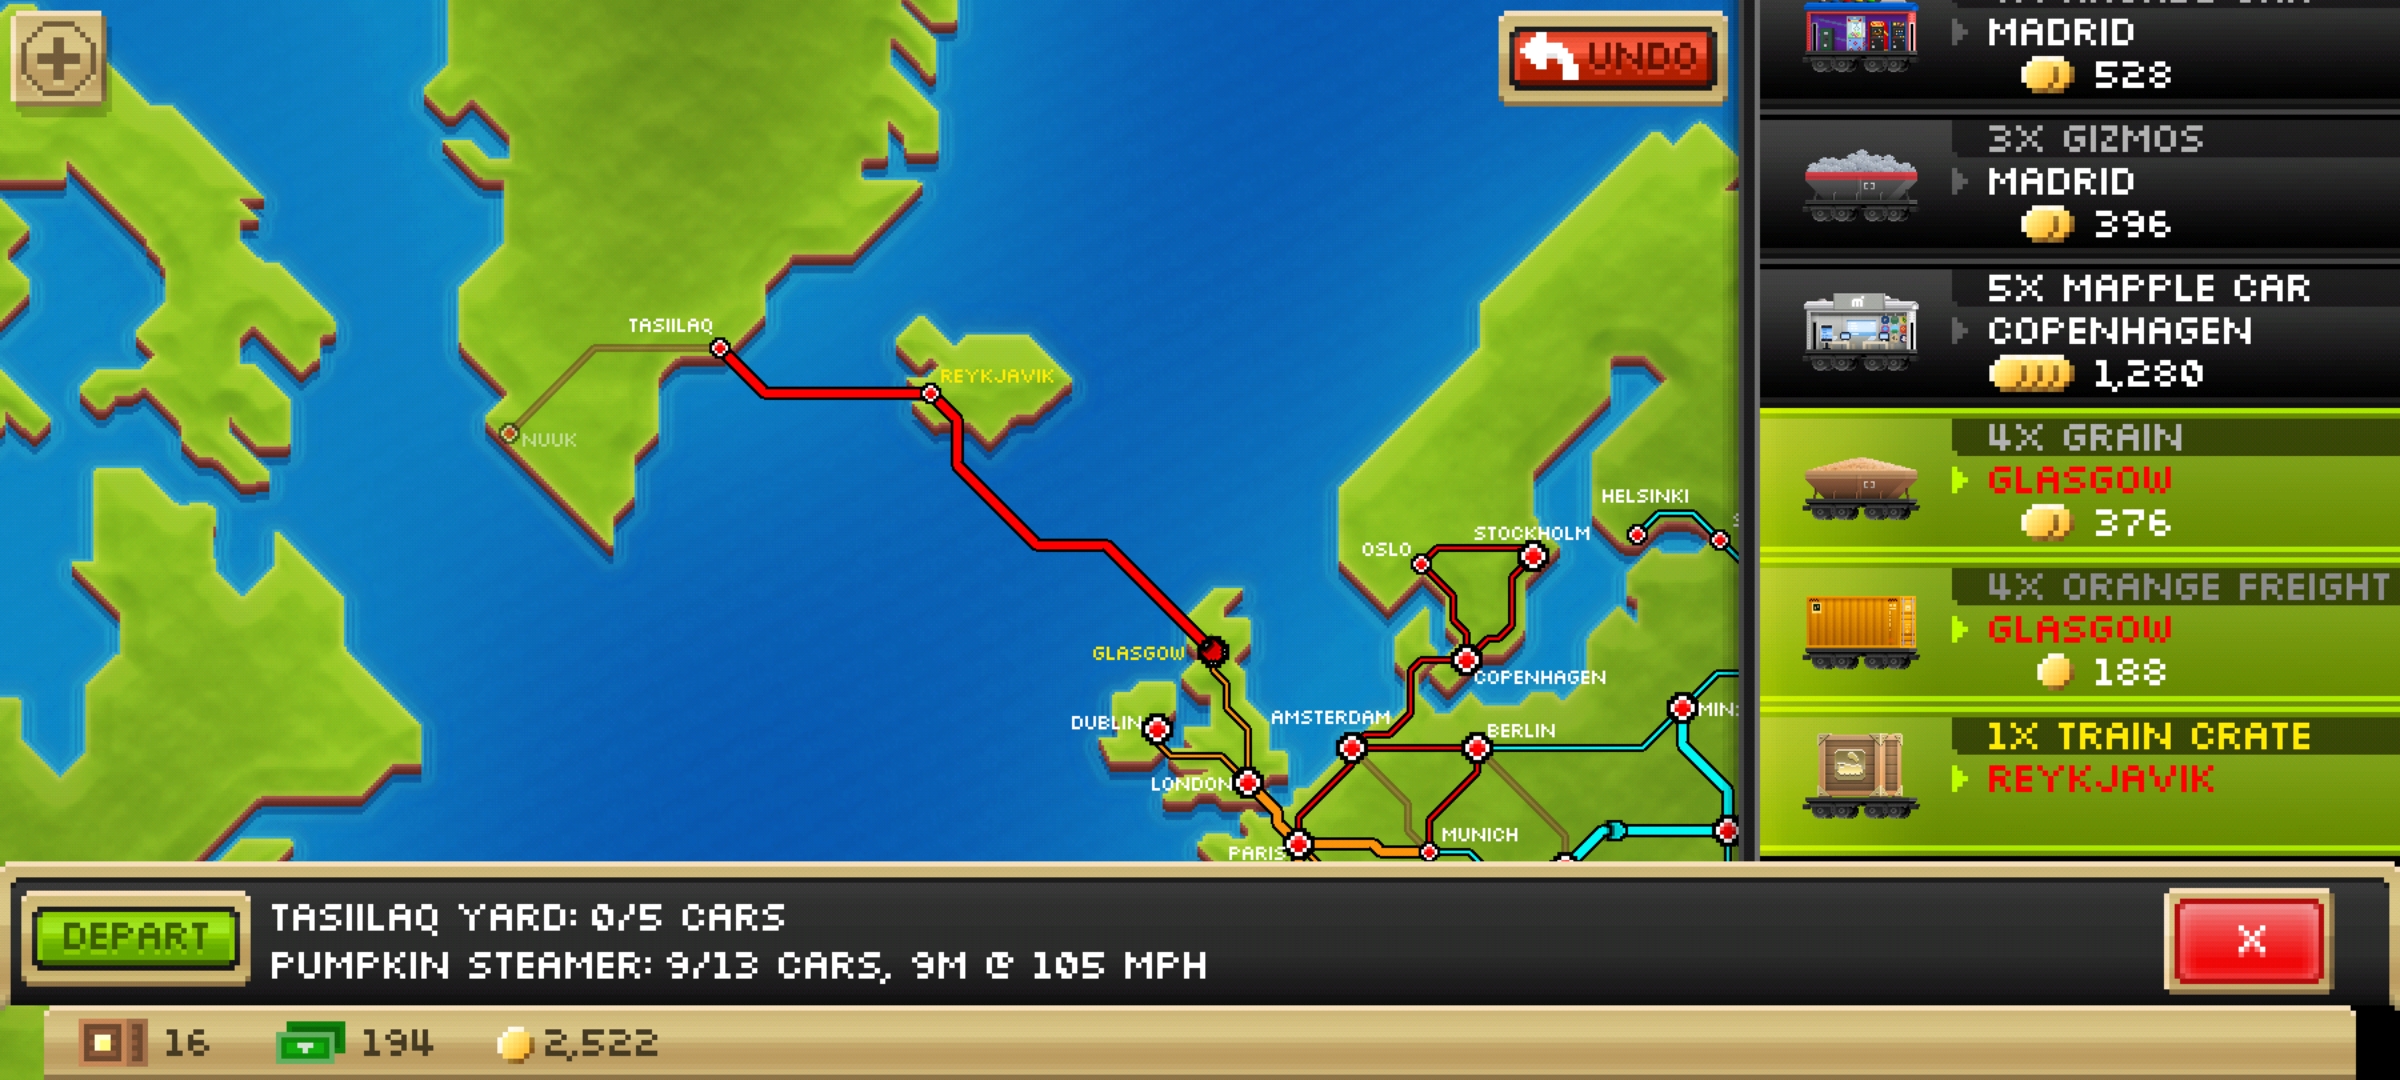 UNDO
MADRID
528
3X GIZMOS
MADRID
396
5X MAPPLE CAR
COPENHAGEN
1,280
4X GRAIN
GLASGOW
376
4X ORANGE FREIGHT
GLASGOW
188
1X TRAIN CRATE
REYKJAVIK
TASIILAQ
REYKJAVIK
NUUK
HELSINKI
STOCKHOLM
OSLO
GLASGOW
COPENHAGEN
DUBLIN
AMSTERDAM
BERLIN
LONDON
MUNICH
PARIS
DEPART
TASIILAQ YARD: 0/5 CARS
PUMPKIN STEAMER: 9/13 CARS, 9M @ 105 MPH
X
16
194
2,522